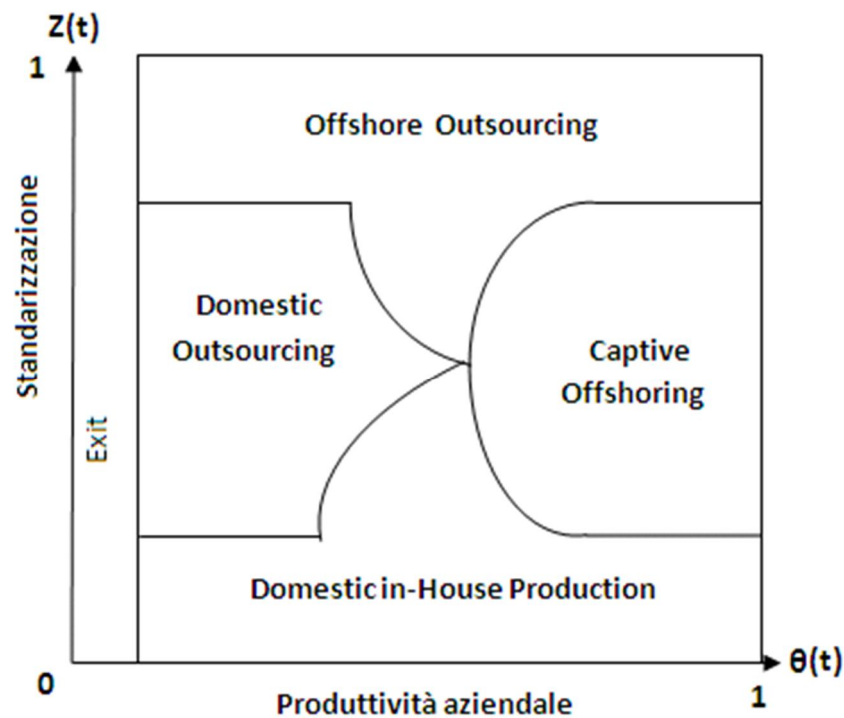 Z(t)
1
Offshore Outsourcing
Standarizzazione
Domestic
Outsourcing
Captive
Offshoring
Exit
Domestic in-House Production
0
θ(t)
1
Produttività aziendale